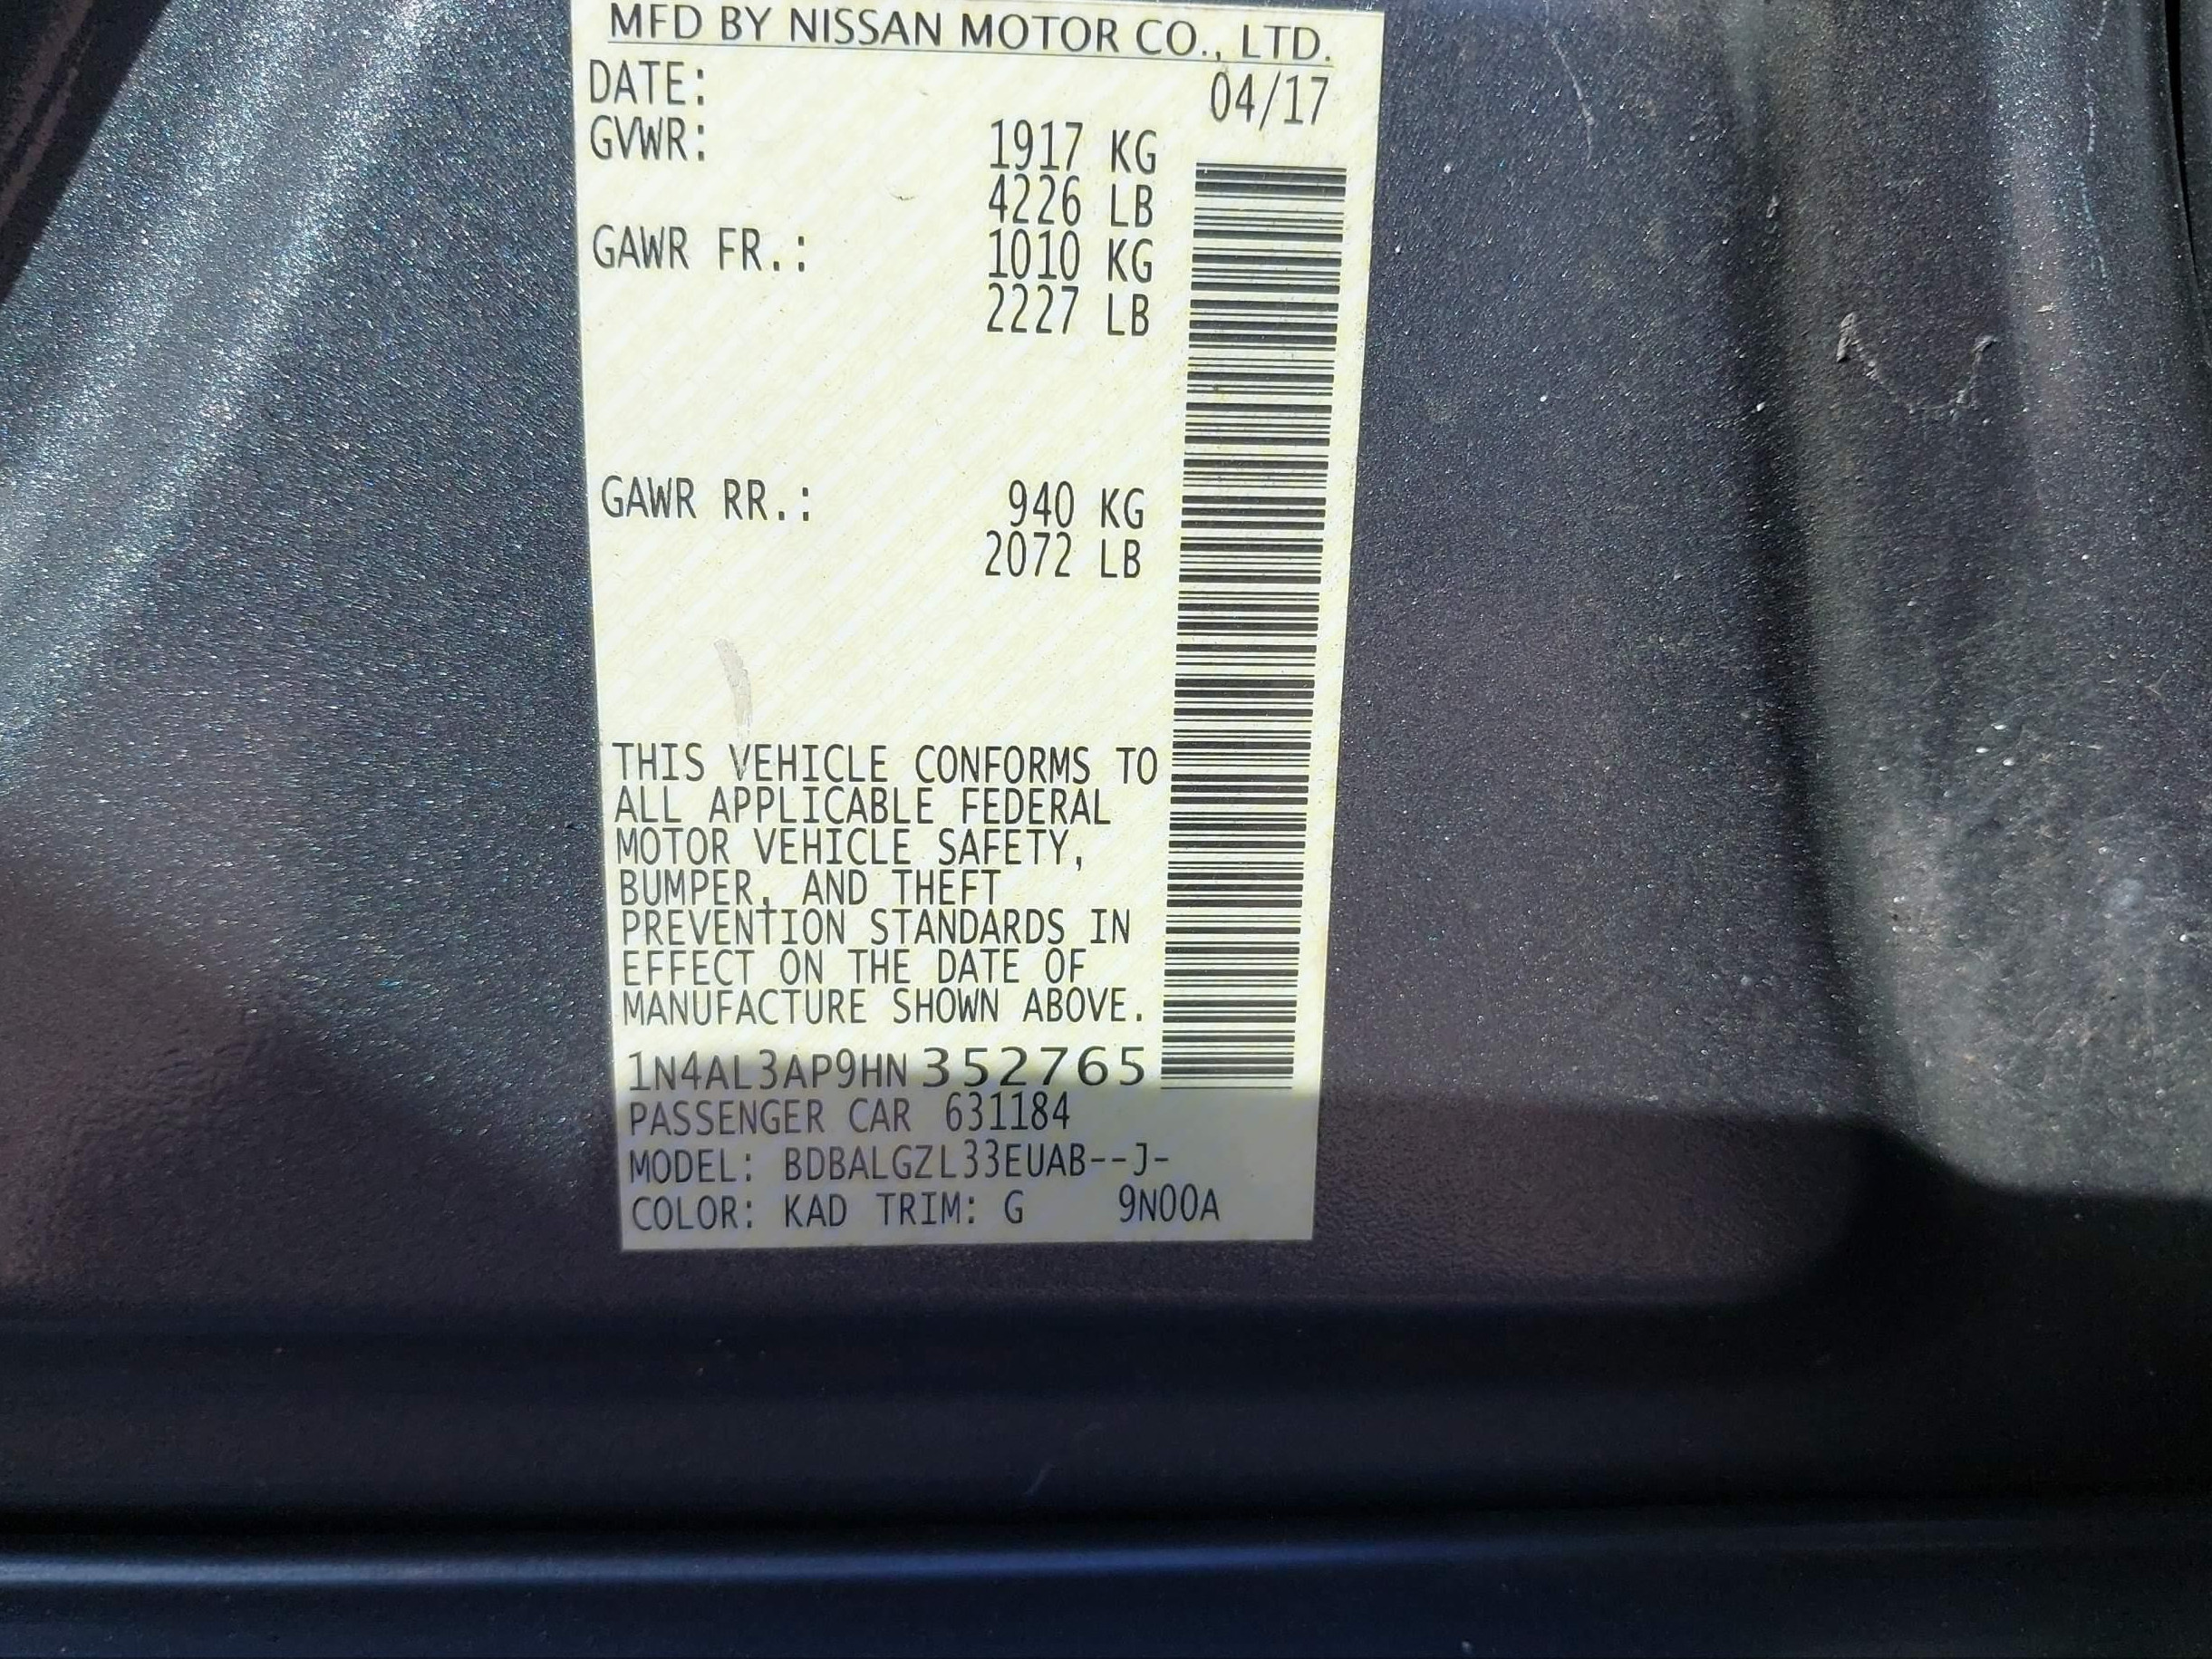 MFD BY NISSAN MOTOR CO., LTD.
DATE: 04/17
GVWR: 1917 KG
4226 LB
GAWR FR.: 1010 KG
2227 LB
GAWR RR.: 940 KG
2072 LB
THIS VEHICLE CONFORMS TO
ALL APPLICABLE FEDERAL
MOTOR VEHICLE SAFETY,
BUMPER, AND THEFT
PREVENTION STANDARDS IN
EFFECT ON THE DATE OF
MANUFACTURE SHOWN ABOVE.
1N4AL3AP9HN352765
PASSENGER CAR 631184
MODEL: BDBALGZL33EUAB--J-
COLOR: KAD TRIM: G 9N00A